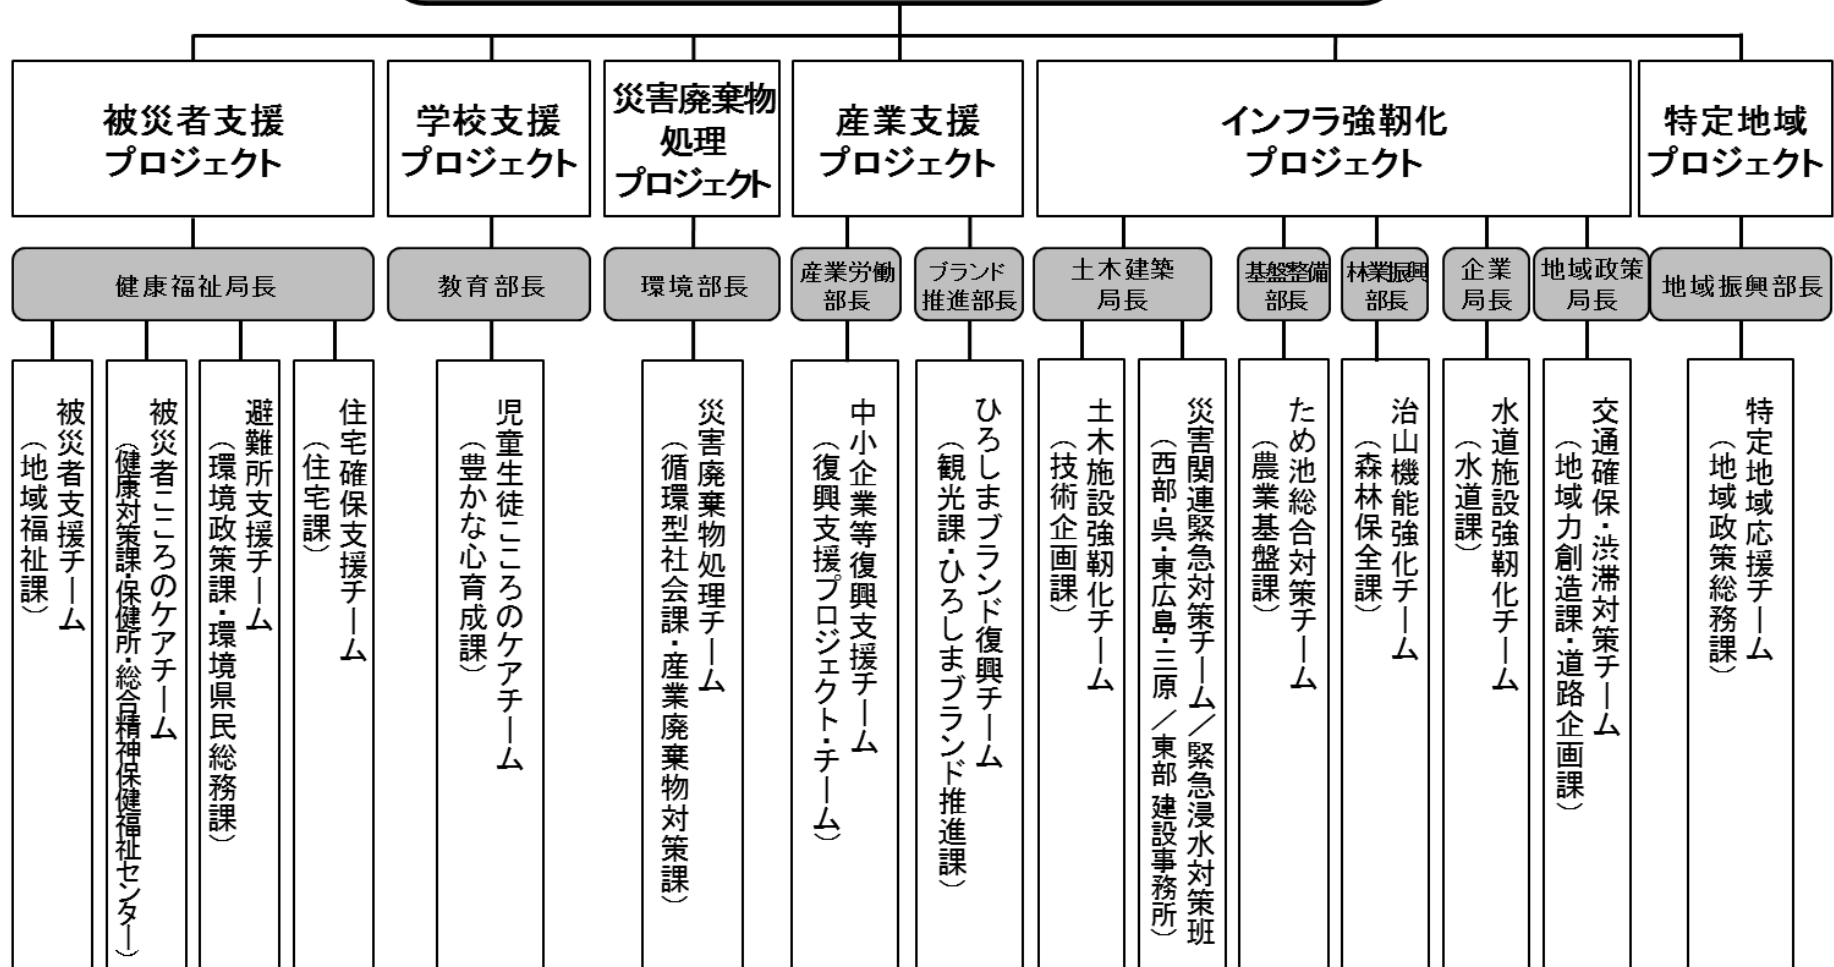 被災者支援
プロジェクト
学校支援
プロジェクト
災害廃棄物
処理
プロジェクト
産業支援
プロジェクト
インフラ強靭化
プロジェクト
特定地域
プロジェクト
健康福祉局長
教育部長
環境部長
産業労働
部長
ブランド
推進部長
土木建築
局長
基盤整備
部長
林業振興
部長
企業
局長
地域政策
局長
地域振興部長
被災者支援チーム
（地域福祉課）
被災者こころのケアチーム
（健康対策課・保健所・総合精神保健福祉センター）
避難所支援チーム
（環境政策課・環境県民総務課）
住宅確保支援チーム
（住宅課）
児童生徒こころのケアチーム
（豊かな心育成課）
災害廃棄物処理チーム
（循環型社会課・産業廃棄物対策課）
中小企業等復興支援チーム
（復興支援プロジェクト・チーム）
ひろしまブランド復興チーム
（観光課・ひろしまブランド推進課）
土木施設強靭化チーム
（技術企画課）
災害関連緊急対策チーム／緊急浸水対策班
（西部・呉・東広島・三原／東部 建設事務所）
ため池総合対策チーム
（農業基盤課）
治山機能強化チーム
（森林保全課）
水道施設強靭化チーム
（水道課）
交通確保・渋滞対策チーム
（地域力創造課・道路企画課）
特定地域応援チーム
（地域政策総務課）